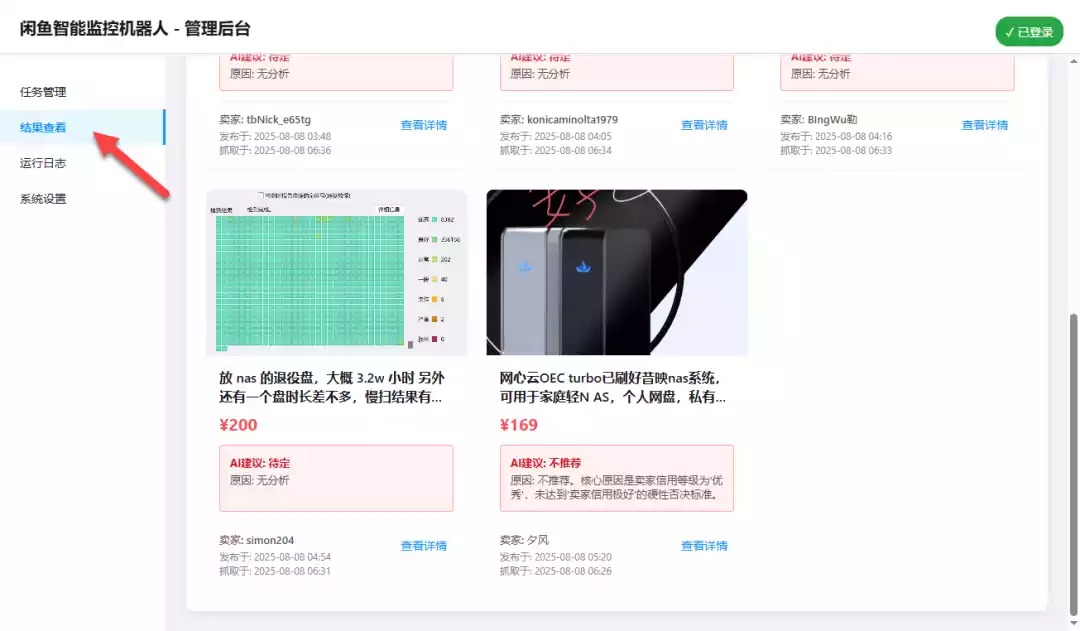 闲鱼智能监控机器人 - 管理后台
✓ 已登录
任务管理
结果查看
运行日志
系统设置
AI建议: 待定
原因: 无分析
卖家: tbNick_e65tg
查看详情
发布于: 2025-08-08 03:48
抓取于: 2025-08-08 06:36
AI建议: 待定
原因: 无分析
卖家: konicaminolta1979
查看详情
发布于: 2025-08-08 04:05
抓取于: 2025-08-08 06:34
AI建议: 待定
原因: 无分析
卖家: BIngWu勒
查看详情
发布于: 2025-08-08 04:16
抓取于: 2025-08-08 06:33
放 nas 的退役盘，大概 3.2w 小时 另外
还有一个盘时长差不多，慢扫结果有...
¥200
AI建议: 待定
原因: 无分析
卖家: simon204
查看详情
发布于: 2025-08-08 04:54
抓取于: 2025-08-08 06:31
网心云OEC turbo已刷好音映nas系统，
可用于家庭轻N AS，个人网盘，私有...
¥169
AI建议: 不推荐
原因: 不推荐。核心原因是卖家信用等级为'优
秀'，未达到'卖家信用极好'的硬性否决标准。
卖家: 夕风
查看详情
发布于: 2025-08-08 05:20
抓取于: 2025-08-08 06:26